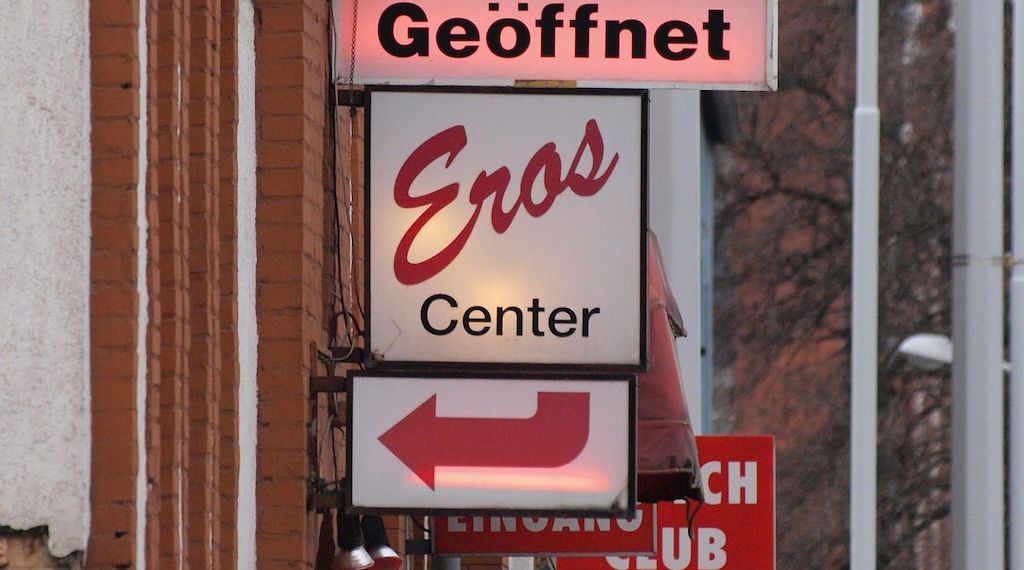 Geöffnet
Eros
Center
EINGANG
CH
CLUB